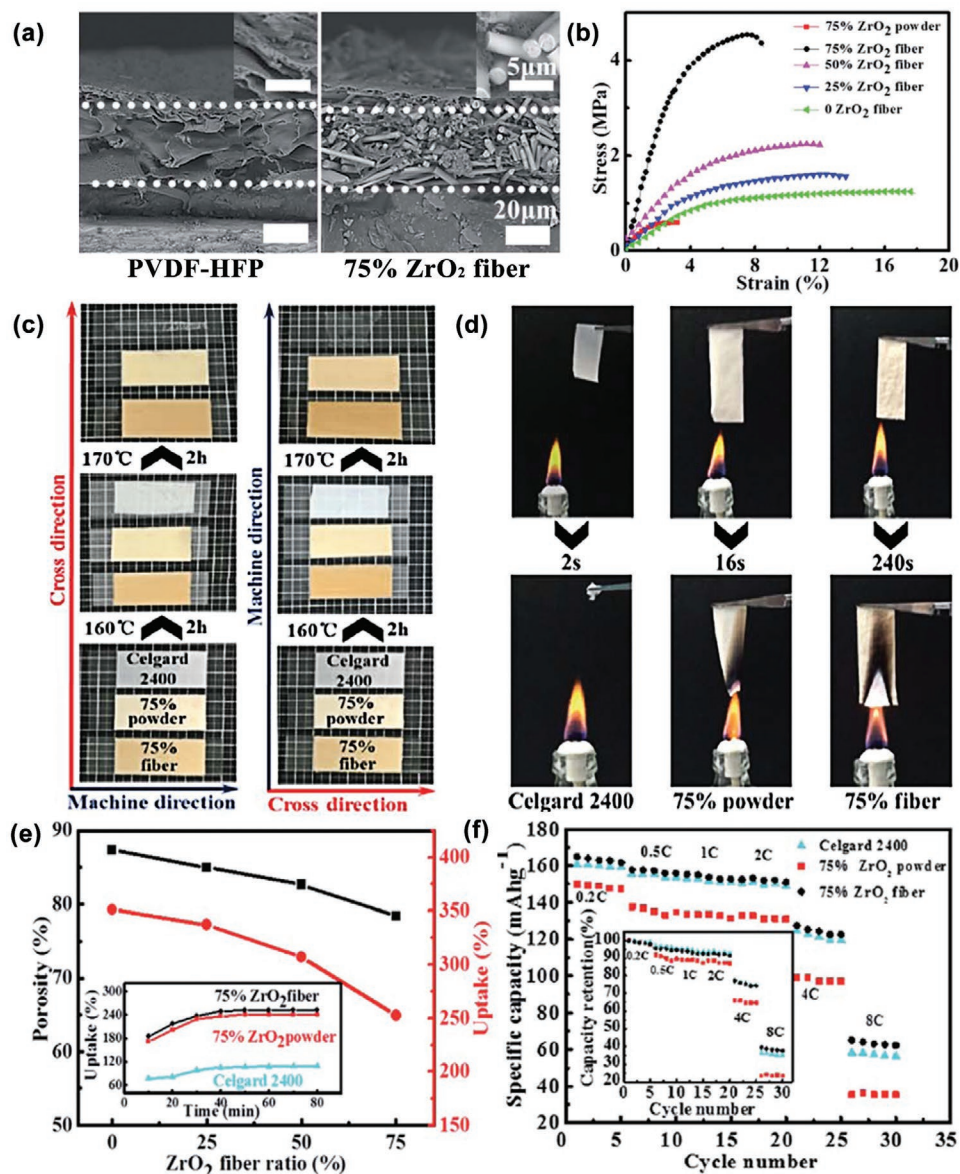 (a)
5μm
20μm
PVDF-HFP
75% ZrO₂ fiber
(b)
Stress (MPa)
4
2
0
75% ZrO₂ powder
75% ZrO₂ fiber
50% ZrO₂ fiber
25% ZrO₂ fiber
0 ZrO₂ fiber
0 4 8 12 16
Strain (%)
(c)
Cross direction
170℃ 2h
160℃ 2h
Celgard
2400
75%
powder
75%
fiber
Machine direction
Machine direction
170℃ 2h
160℃ 2h
Celgard
2400
75%
powder
75%
fiber
Cross direction
(d)
2s 16s 240s
Celgard 2400 75% powder 75% fiber
(e)
Porosity (%)
90
85
80
75
70
65
60
55
Uptake (%)
400
350
300
250
200
150
Uptake (%)
300
240
180
120
60
75% ZrO₂fiber
75% ZrO₂powder
Celgard 2400
0 20 40 60 80 100
Time (min)
0 25 50 75
ZrO₂ fiber ratio (%)
(f)
Specific capacity (mAhg⁻¹)
180
160
140
120
100
80
60
40
20
Celgard 2400
75% ZrO₂ powder
75% ZrO₂ fiber
0.2C
0.5C 1C 2C
4C
8C
Capacity retention(%)
100
90
80
70
60
50
40
30
20
0.2C
0.5C 1C 2C
4C
8C
0 5 10 15 20 25 30
Cycle number
0 5 10 15 20 25 30
Cycle number